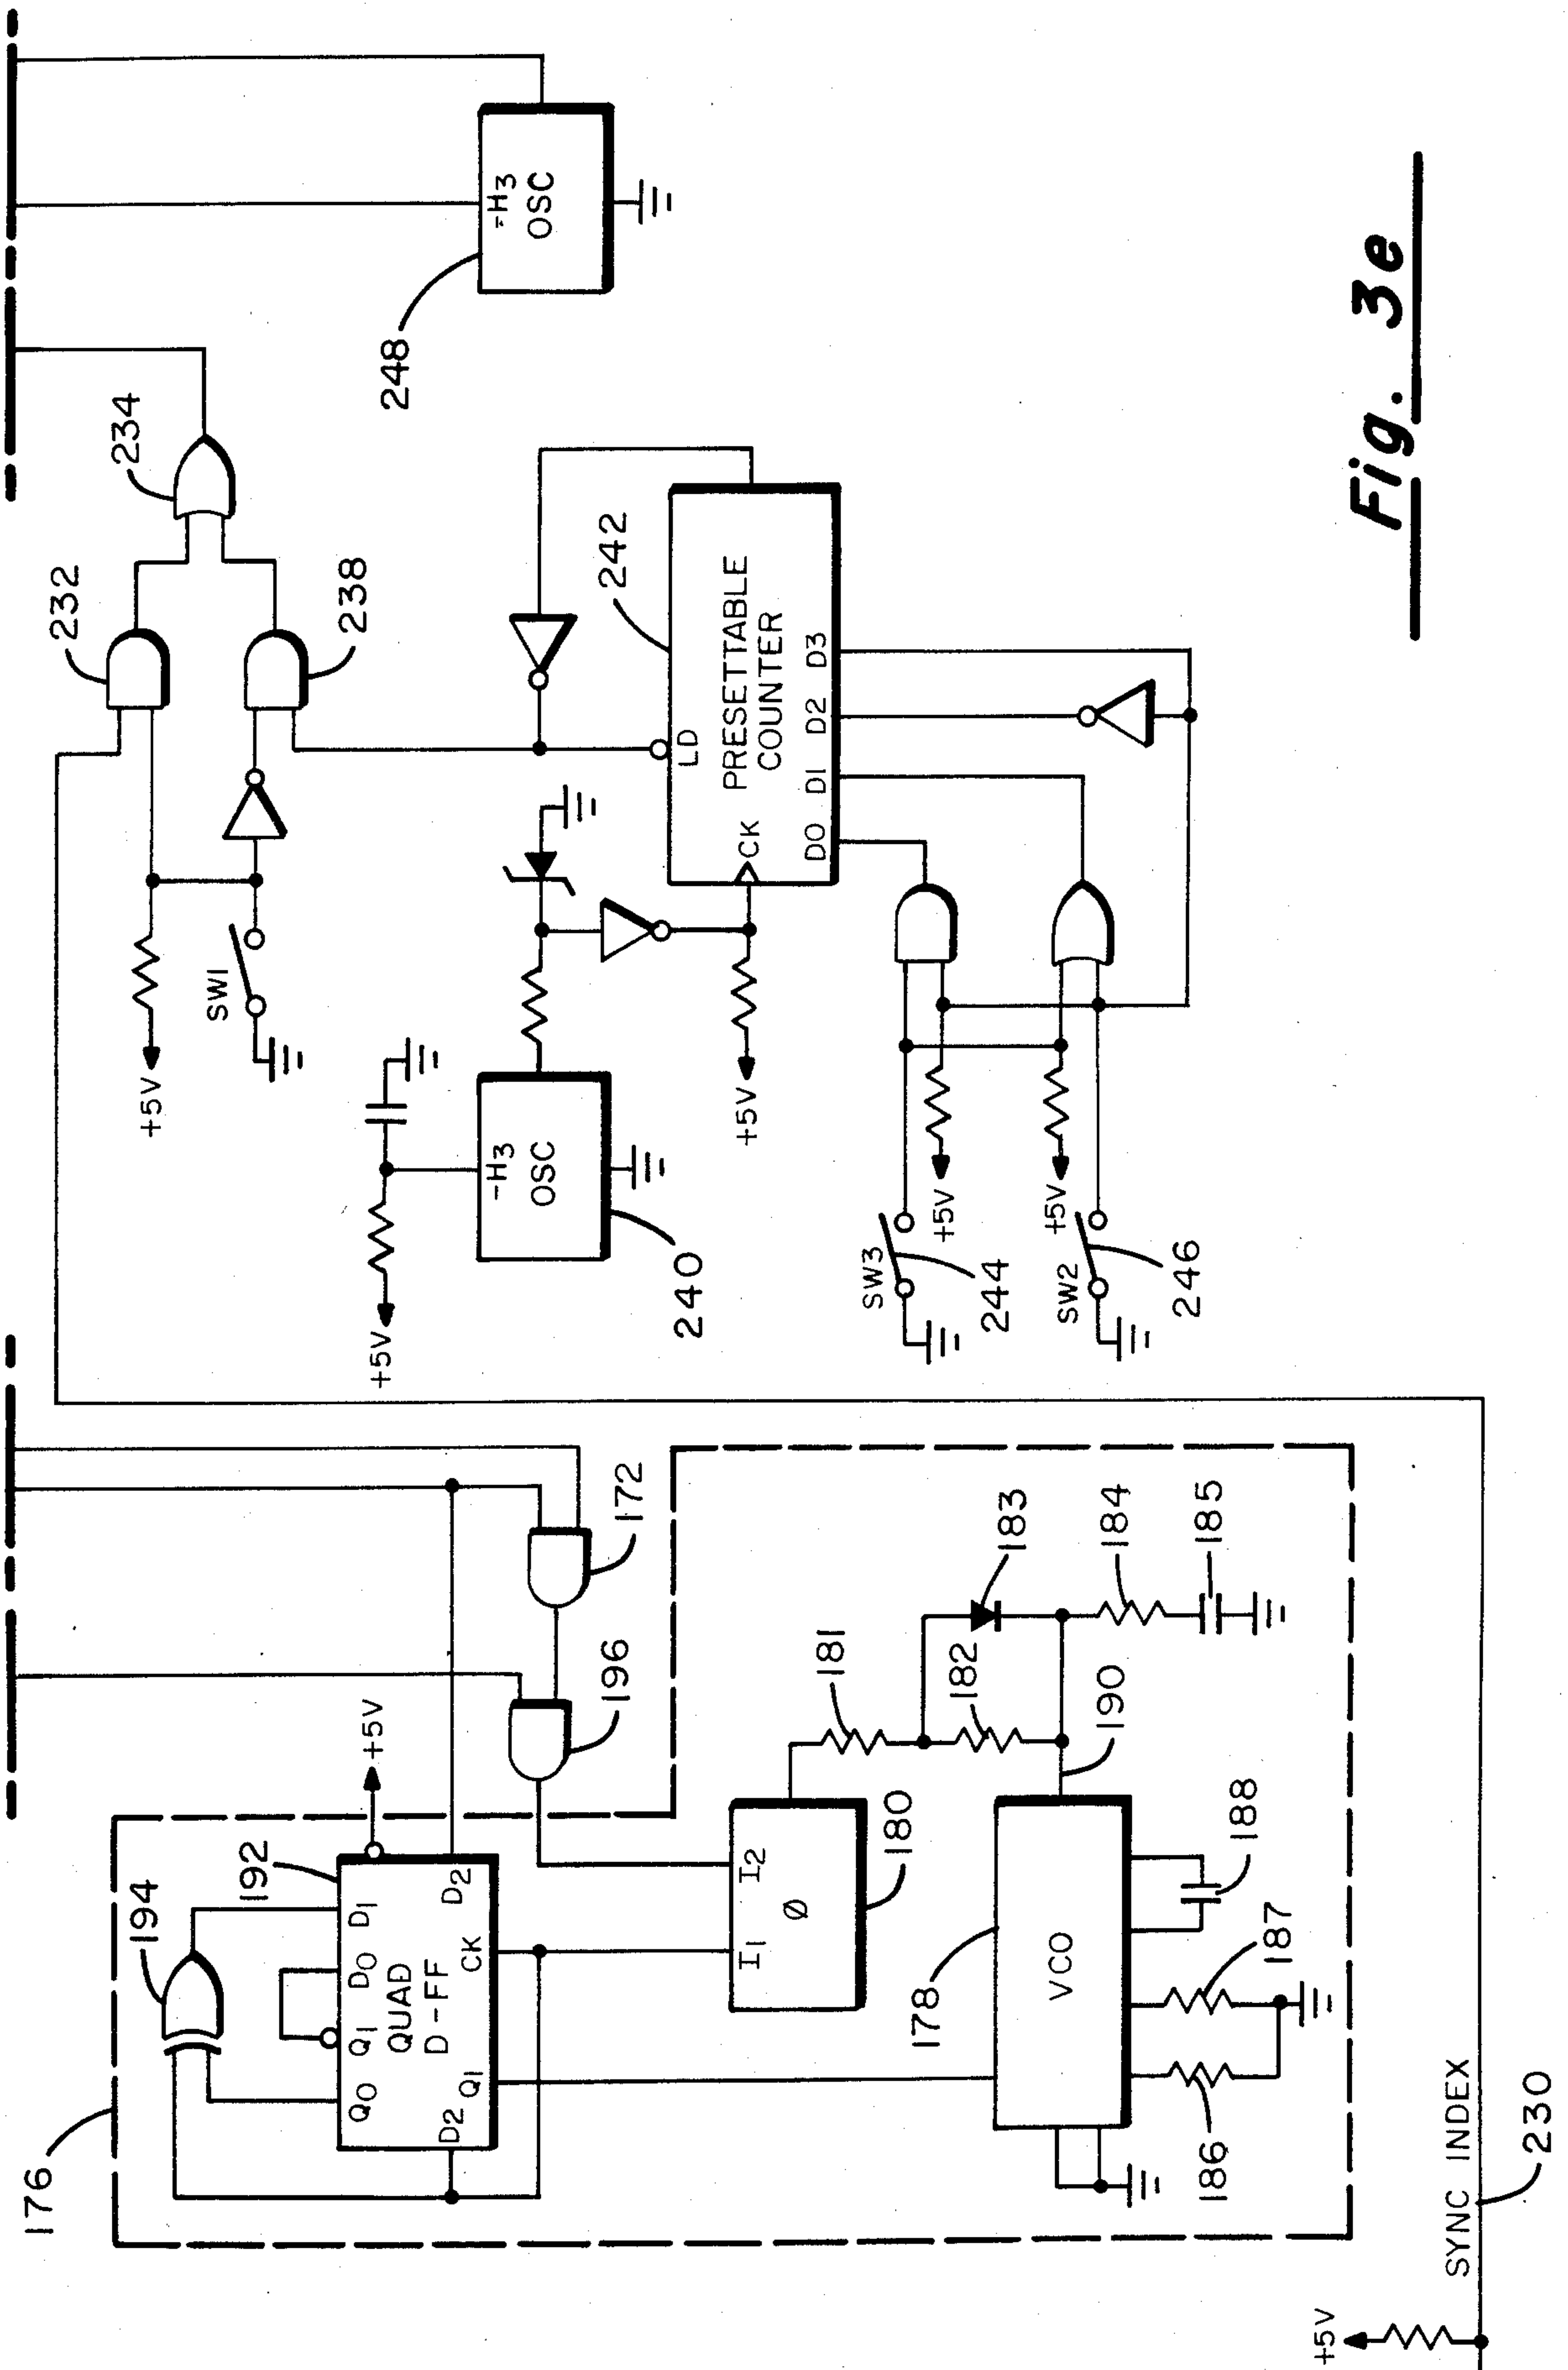 176
194
192
+5V
Q0
Q1
D0
D1
QUAD
D-FF
D2
Q1
CK
D2
196
172
I1
I2
Ø
180
181
182
183
184
185
190
178
VCO
186
187
188
+5V
SYNC INDEX
230
+5V
SW1
232
234
238
+5V
-H3
OSC
240
+5V
242
LD
CK
PRESETTABLE
COUNTER
D0
D1
D2
D3
SW3
244
+5V
+5V
SW2
246
248
OSC
Fig. 3e